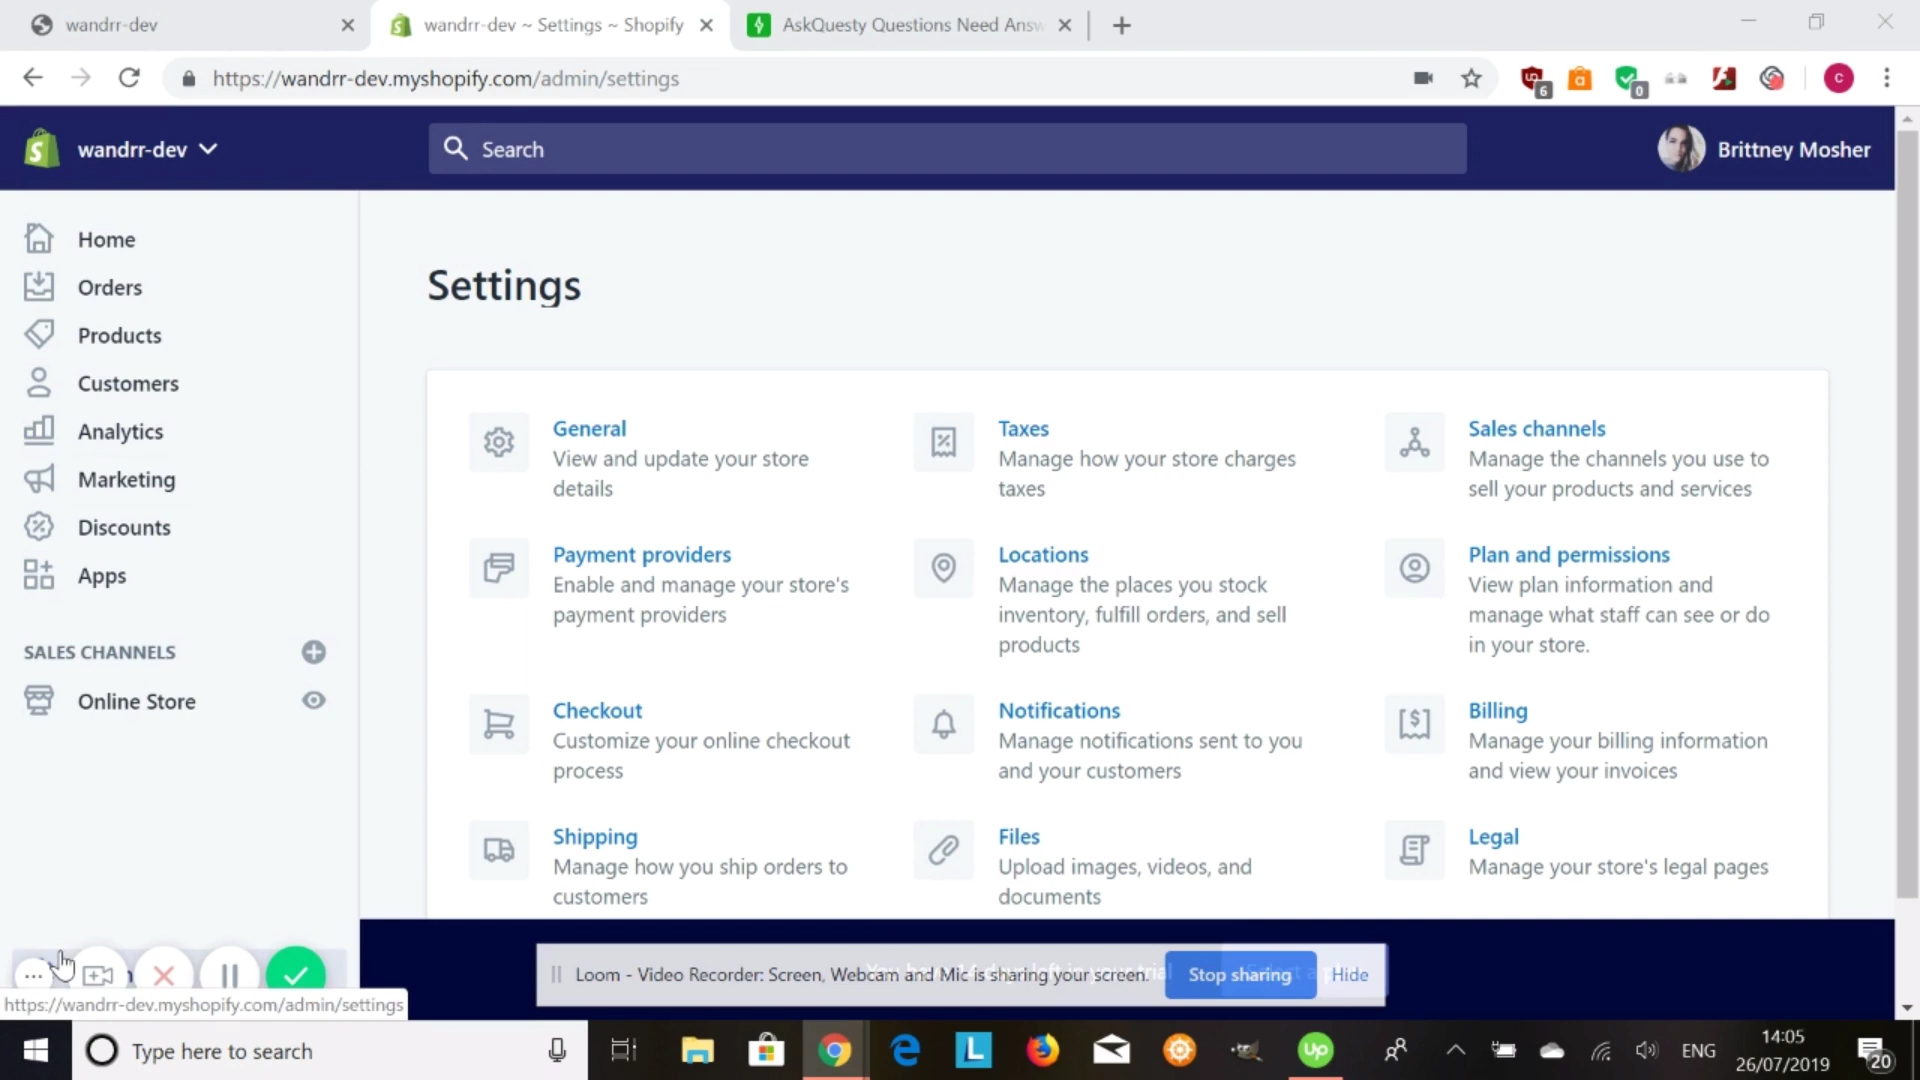 wandrr-dev
wandrr-dev ~ Settings ~ Shopify
AskQuesty Questions Need Answ
https://wandrr-dev.myshopify.com/admin/settings
6
0
C
wandrr-dev
Search
Brittney Mosher
Home
Orders
Products
Customers
Analytics
Marketing
Discounts
Apps
SALES CHANNELS
Online Store
Settings
General
View and update your store
details
Taxes
Manage how your store charges
taxes
Sales channels
Manage the channels you use to
sell your products and services
Payment providers
Enable and manage your store's
payment providers
Locations
Manage the places you stock
inventory, fulfill orders, and sell
products
Plan and permissions
View plan information and
manage what staff can see or do
in your store.
Checkout
Customize your online checkout
process
Notifications
Manage notifications sent to you
and your customers
Billing
Manage your billing information
and view your invoices
Shipping
Manage how you ship orders to
customers
Files
Upload images, videos, and
documents
Legal
Manage your store's legal pages
Loom - Video Recorder: Screen, Webcam and Mic is sharing your screen.
Stop sharing
Hide
https://wandrr-dev.myshopify.com/admin/settings
Type here to search
L
Up
ENG
14:05
26/07/2019
20